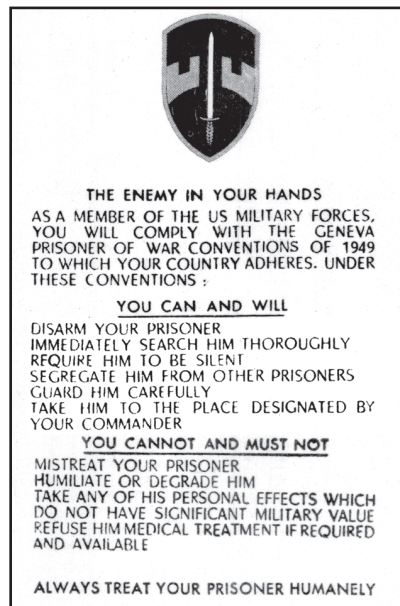 THE ENEMY IN YOUR HANDS
AS A MEMBER OF THE US MILITARY FORCES,
YOU WILL COMPLY WITH THE GENEVA
PRISONER OF WAR CONVENTIONS OF 1949
TO WHICH YOUR COUNTRY ADHERES. UNDER
THESE CONVENTIONS :
YOU CAN AND WILL
DISARM YOUR PRISONER
IMMEDIATELY SEARCH HIM THOROUGHLY
REQUIRE HIM TO BE SILENT
SEGREGATE HIM FROM OTHER PRISONERS
GUARD HIM CAREFULLY
TAKE HIM TO THE PLACE DESIGNATED BY
YOUR COMMANDER
YOU CANNOT AND MUST NOT
MISTREAT YOUR PRISONER
HUMILIATE OR DEGRADE HIM
TAKE ANY OF HIS PERSONAL EFFECTS WHICH
DO NOT HAVE SIGNIFICANT MILITARY VALUE
REFUSE HIM MEDICAL TREATMENT IF REQUIRED
AND AVAILABLE
ALWAYS TREAT YOUR PRISONER HUMANELY